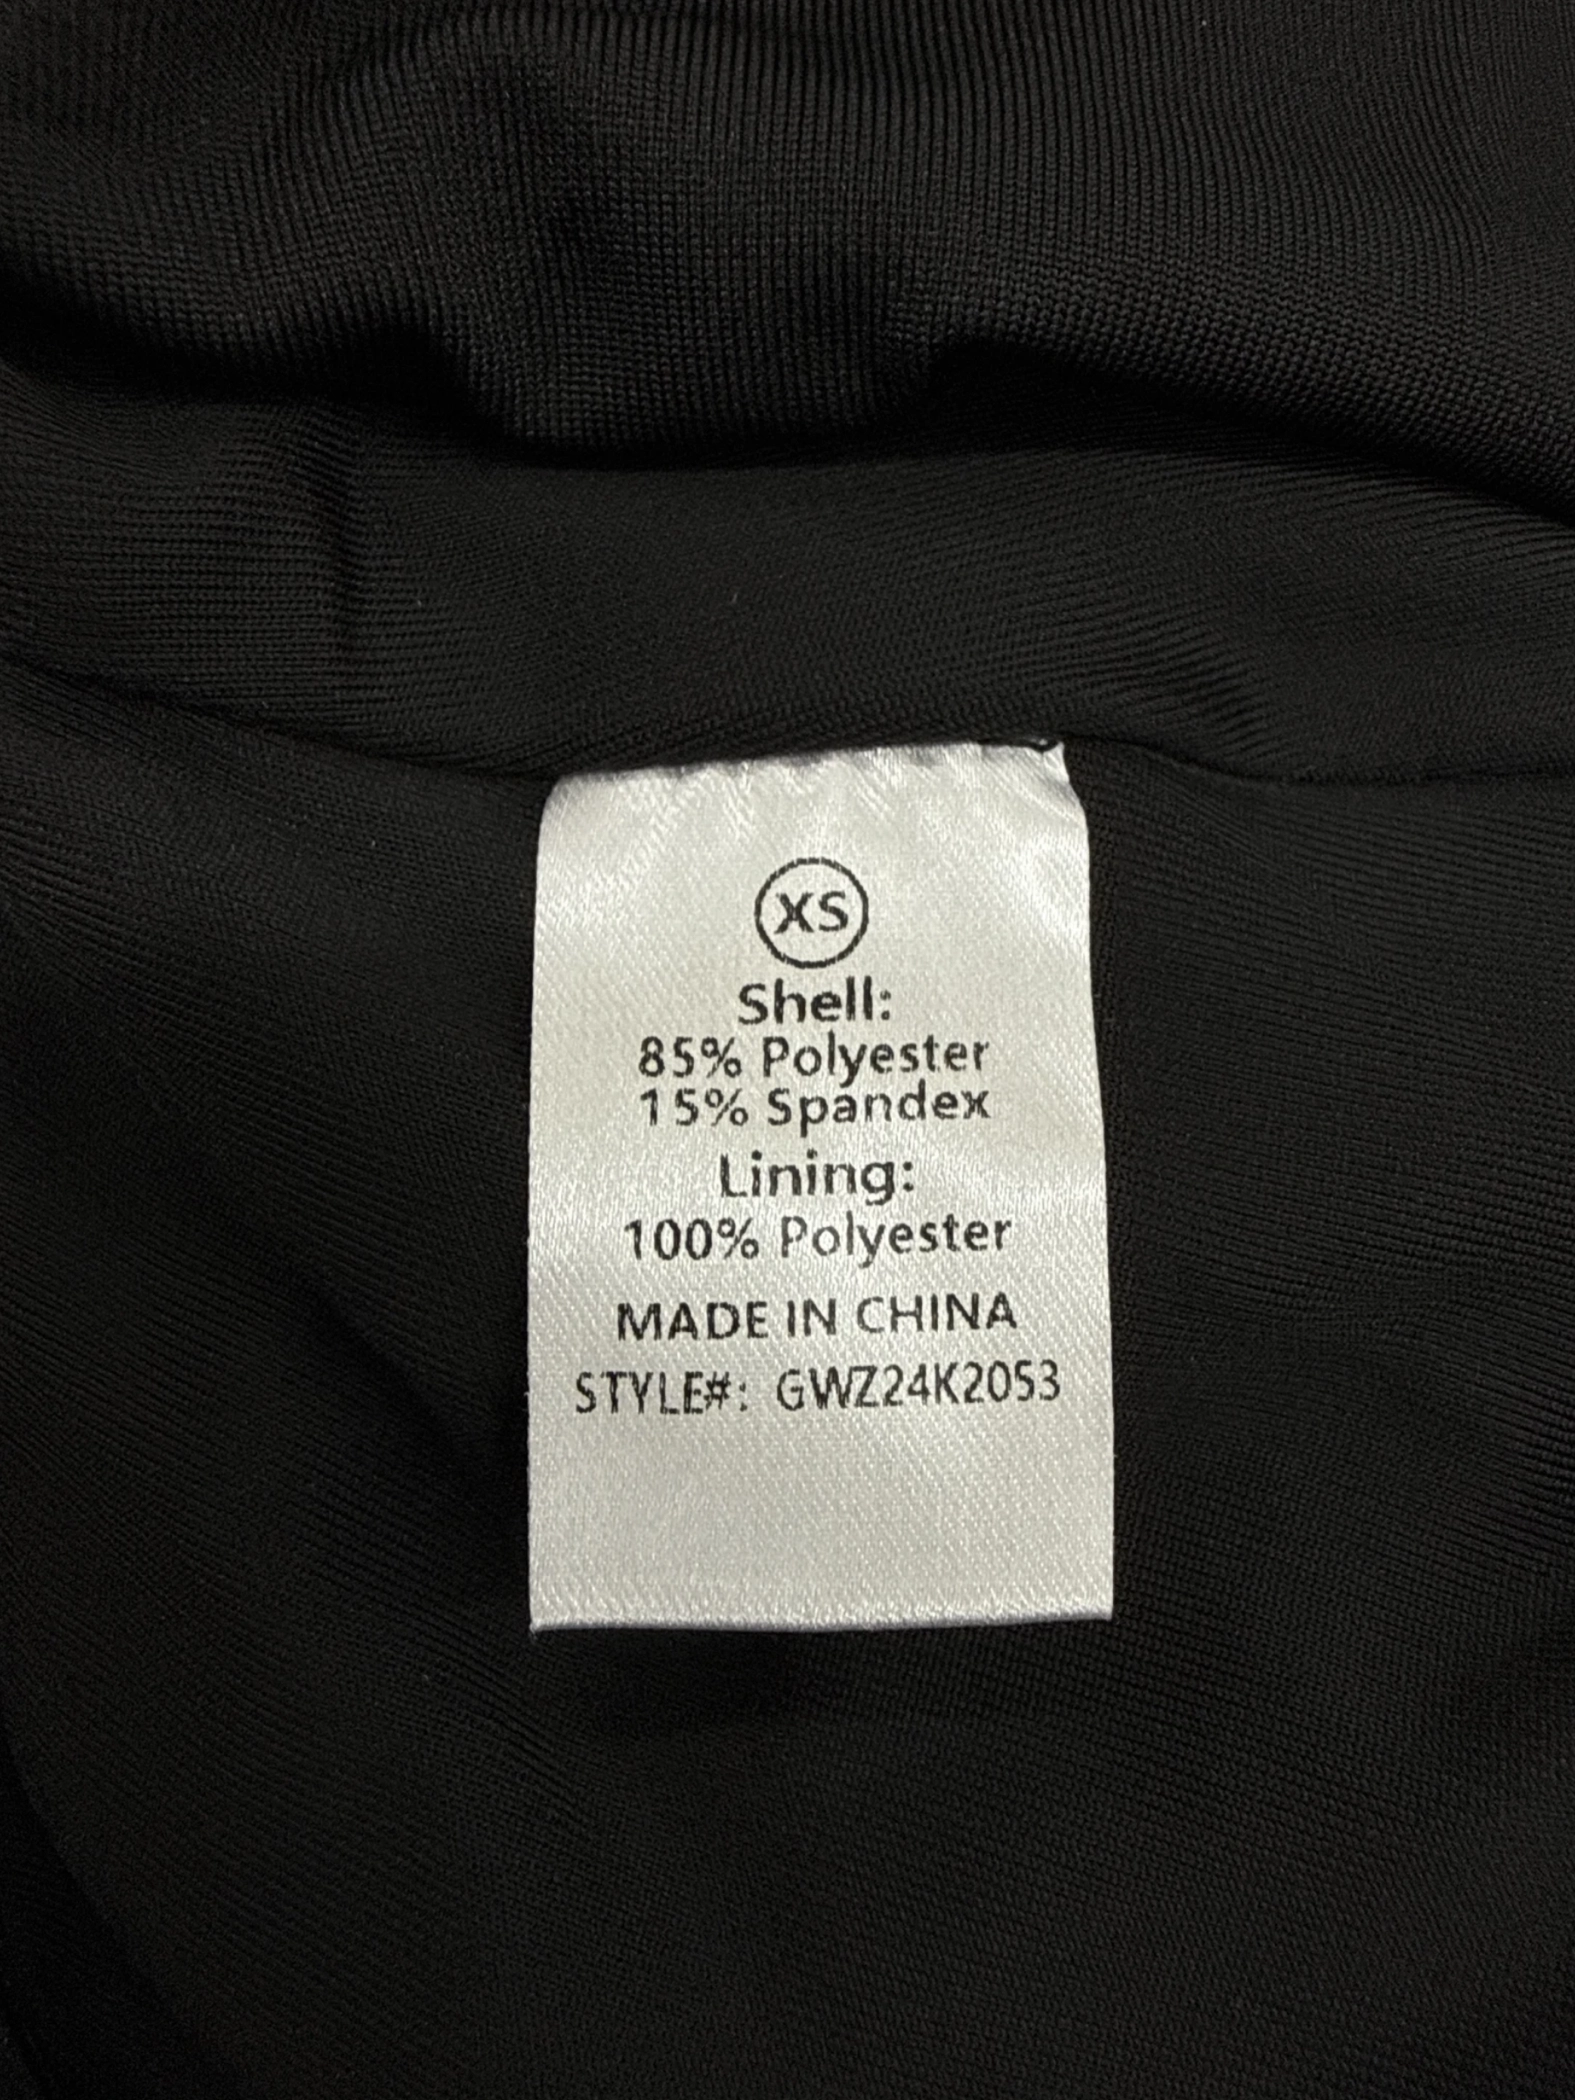 XS
Shell:
85% Polyester
15% Spandex
Lining:
100% Polyester
MADE IN CHINA
STYLE#: GWZ24K2053